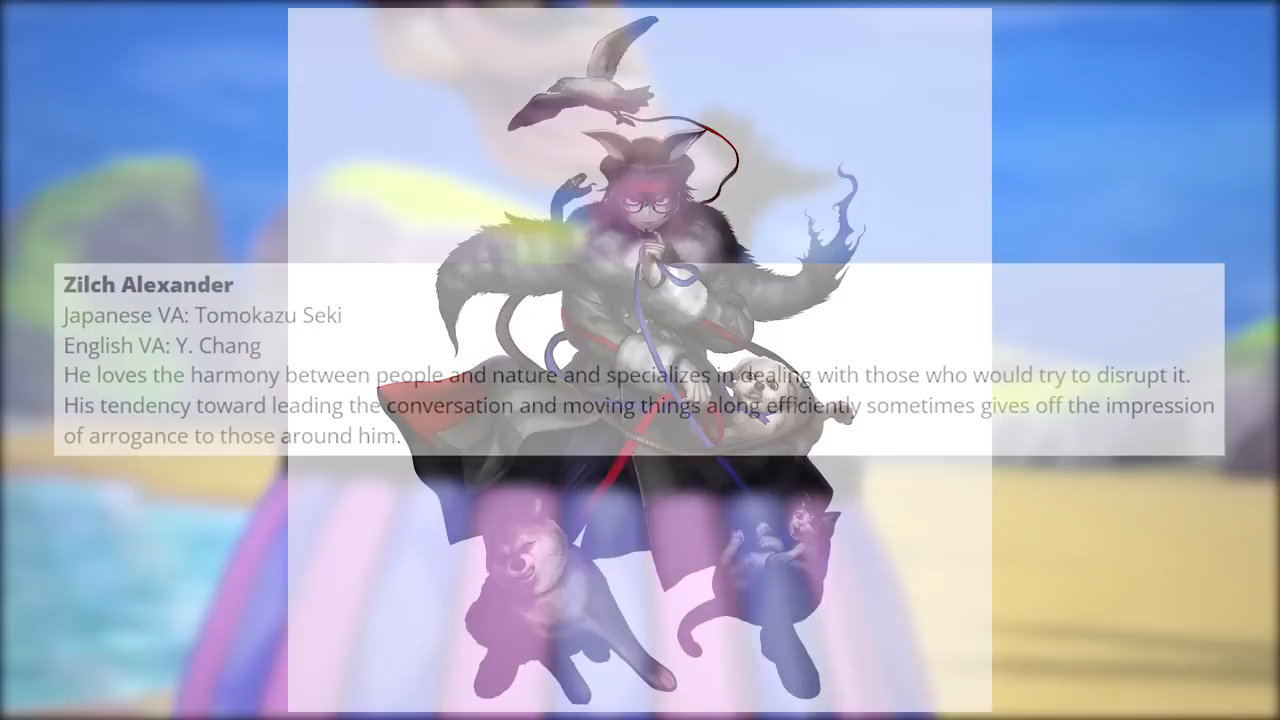 Zilch Alexander
Japanese VA: Tomokazu Seki
English VA: Y. Chang
He loves the harmony between people and nature and specializes in dealing with those who would try to disrupt it.
His tendency toward leading the conversation and moving things along efficiently sometimes gives off the impression
of arrogance to those around him.